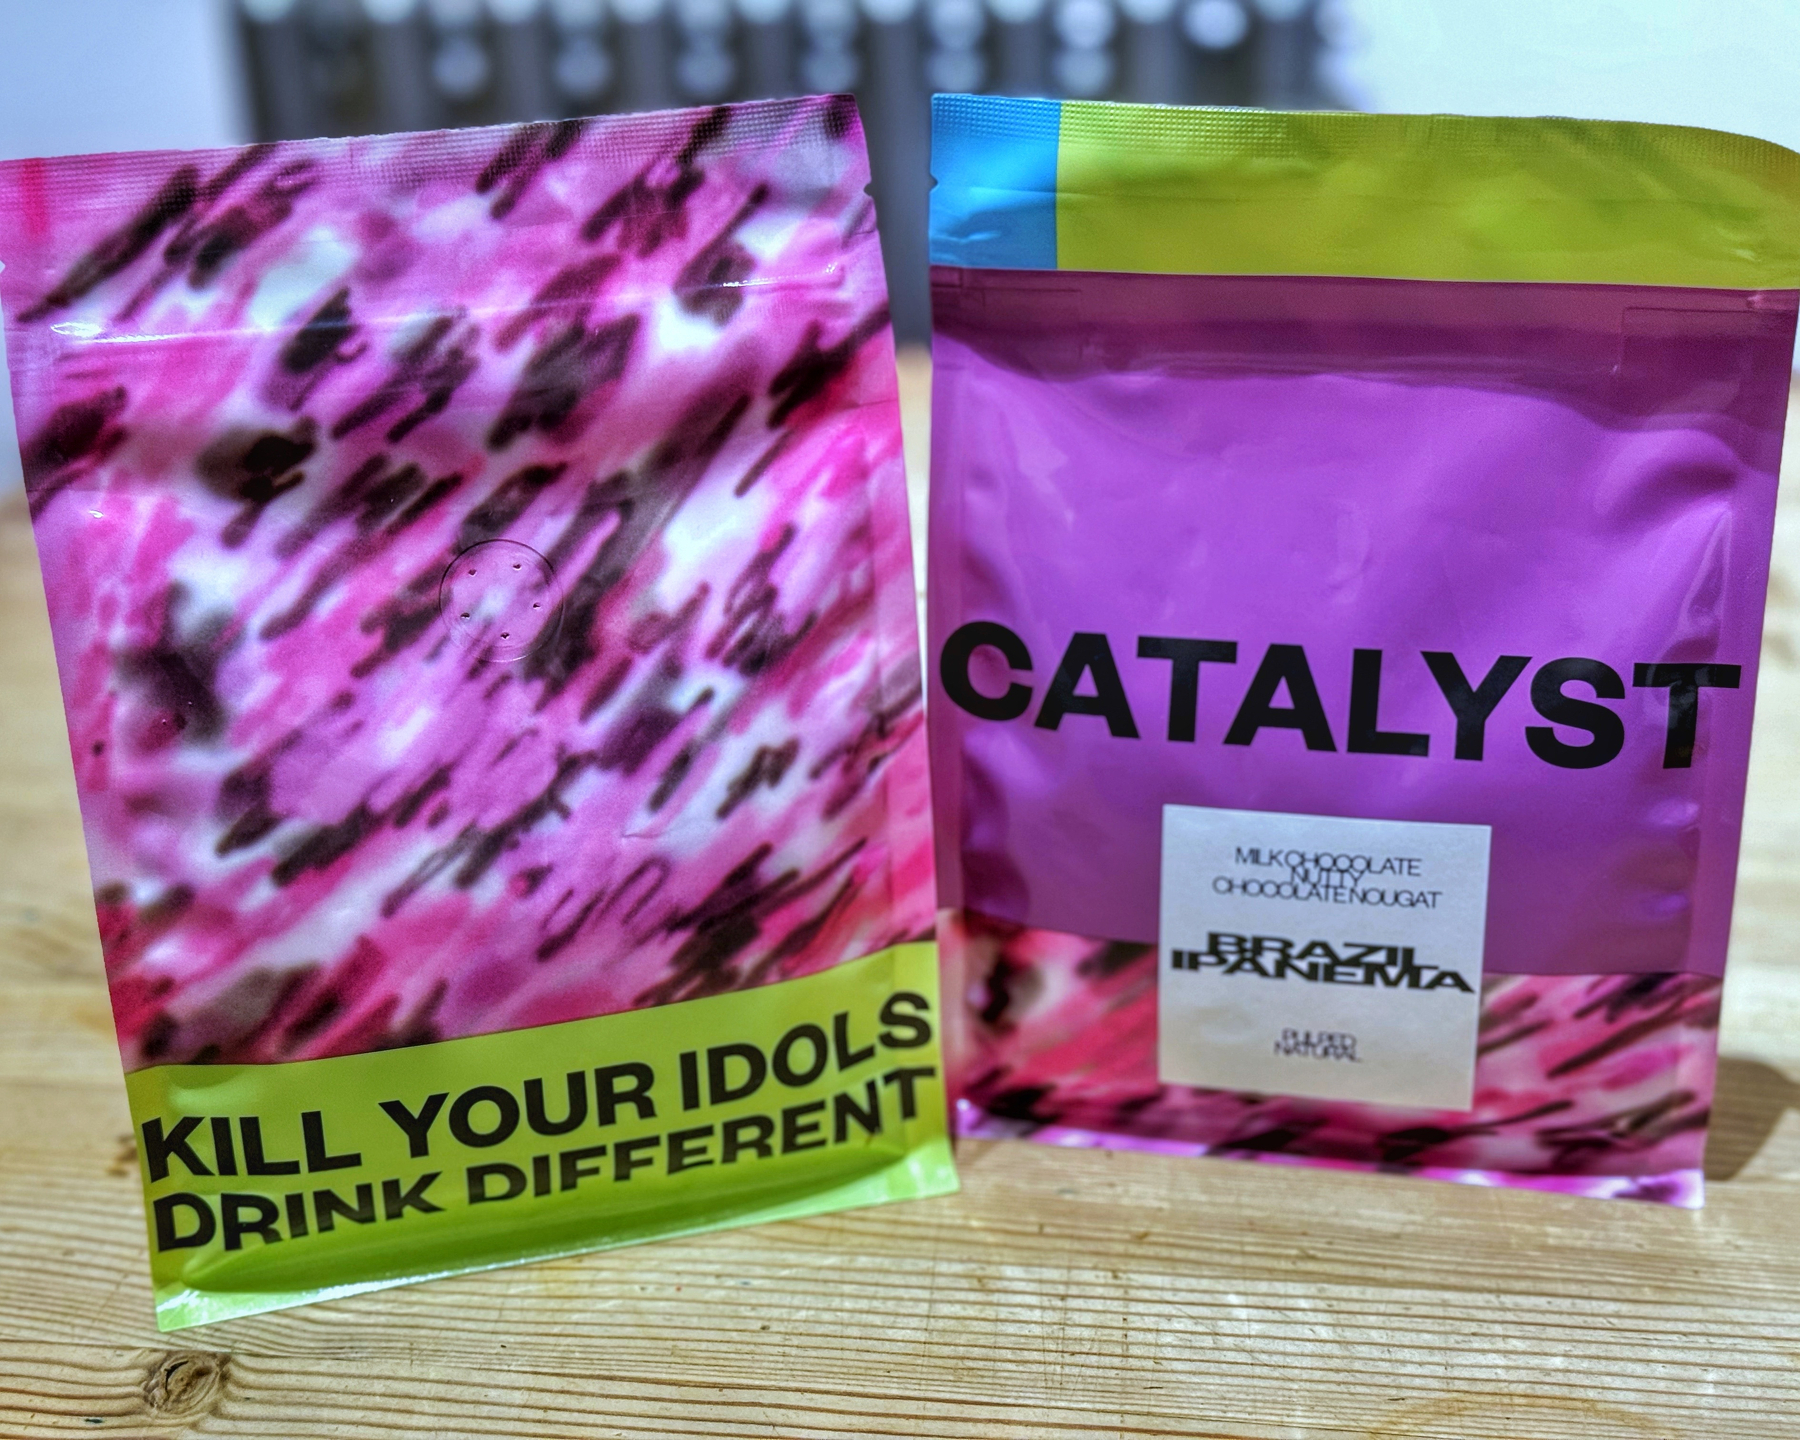 KILL YOUR IDOLS
DRINK DIFFERENT
CATALYST
MILK CHOCOLATE
NUTTY
CHOCOLATE NOUGAT
BRAZIL
IPANEMA
PULPED
NATURAL